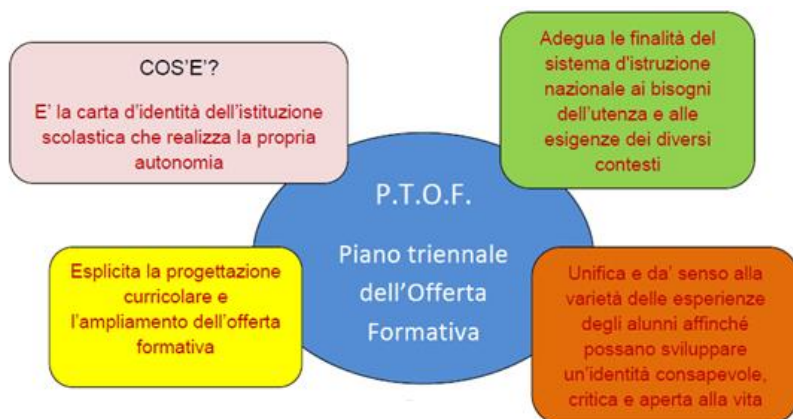 COS'E'?
E' la carta d'identità dell'istituzione
scolastica che realizza la propria
autonomia
Adegua le finalità del
sistema d'istruzione
nazionale ai bisogni
dell'utenza e alle
esigenze dei diversi
contesti
P.T.O.F.
Piano triennale
dell'Offerta
Formativa
Esplicita la progettazione
curricolare e
l'ampliamento dell'offerta
formativa
Unifica e da' senso alla
varietà delle esperienze
degli alunni affinché
possano sviluppare
un'identità consapevole,
critica e aperta alla vita